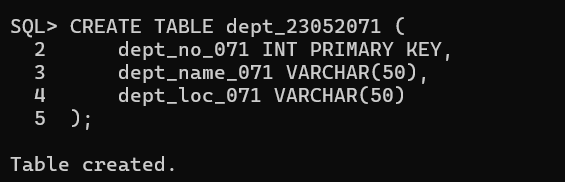 SQL> CREATE TABLE dept_23052071 (
  2      dept_no_071 INT PRIMARY KEY,
  3      dept_name_071 VARCHAR(50),
  4      dept_loc_071 VARCHAR(50)
  5  );
Table created.